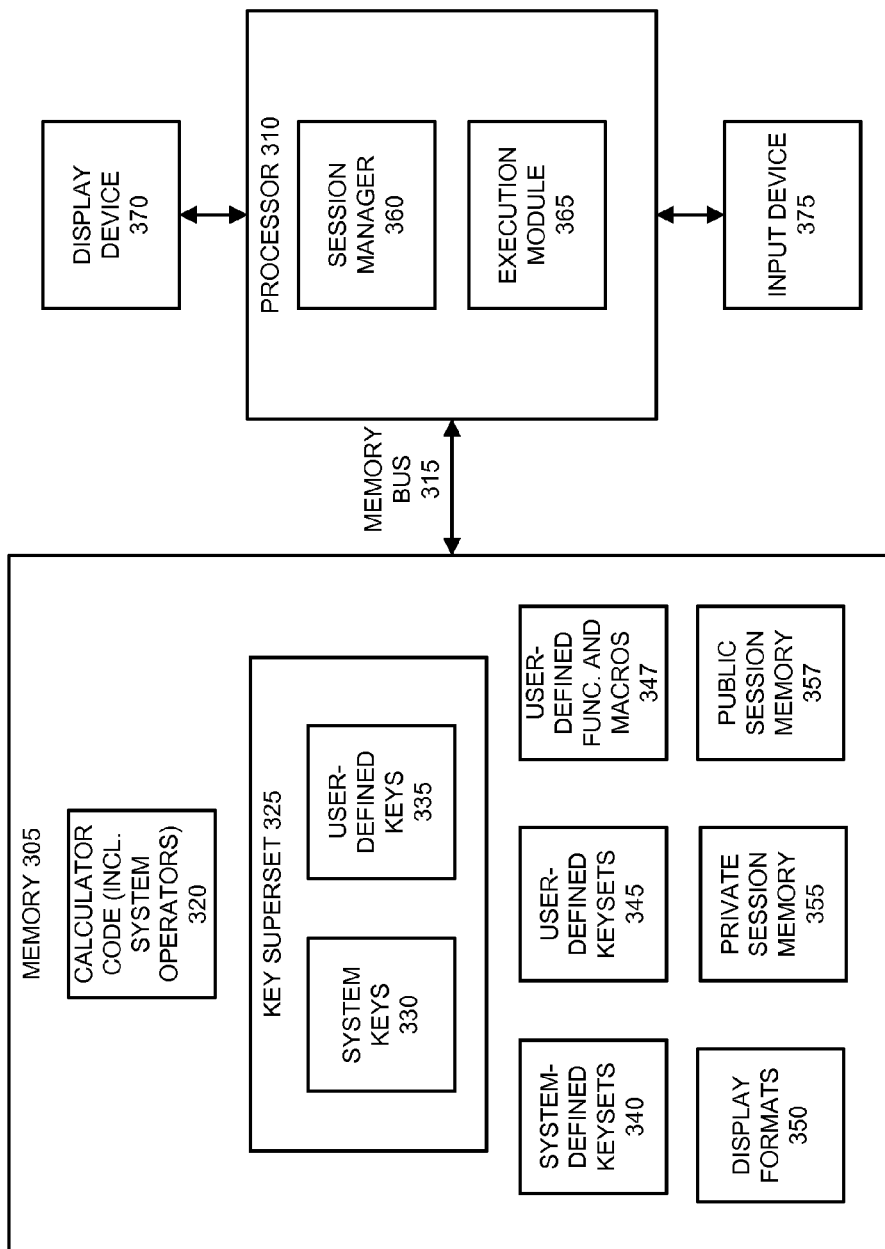 MEMORY 305
CALCULATOR
CODE (INCL.
SYSTEM
OPERATORS)
320
KEY SUPERSET 325
SYSTEM
KEYS
330
USER-
DEFINED
KEYS
335
SYSTEM-
DEFINED
KEYSETS
340
USER-
DEFINED
KEYSETS
345
USER-
DEFINED
FUNC. AND
MACROS
347
DISPLAY
FORMATS
350
PRIVATE
SESSION
MEMORY
355
PUBLIC
SESSION
MEMORY
357
MEMORY
BUS
315
PROCESSOR 310
SESSION
MANAGER
360
EXECUTION
MODULE
365
DISPLAY
DEVICE
370
INPUT DEVICE
375